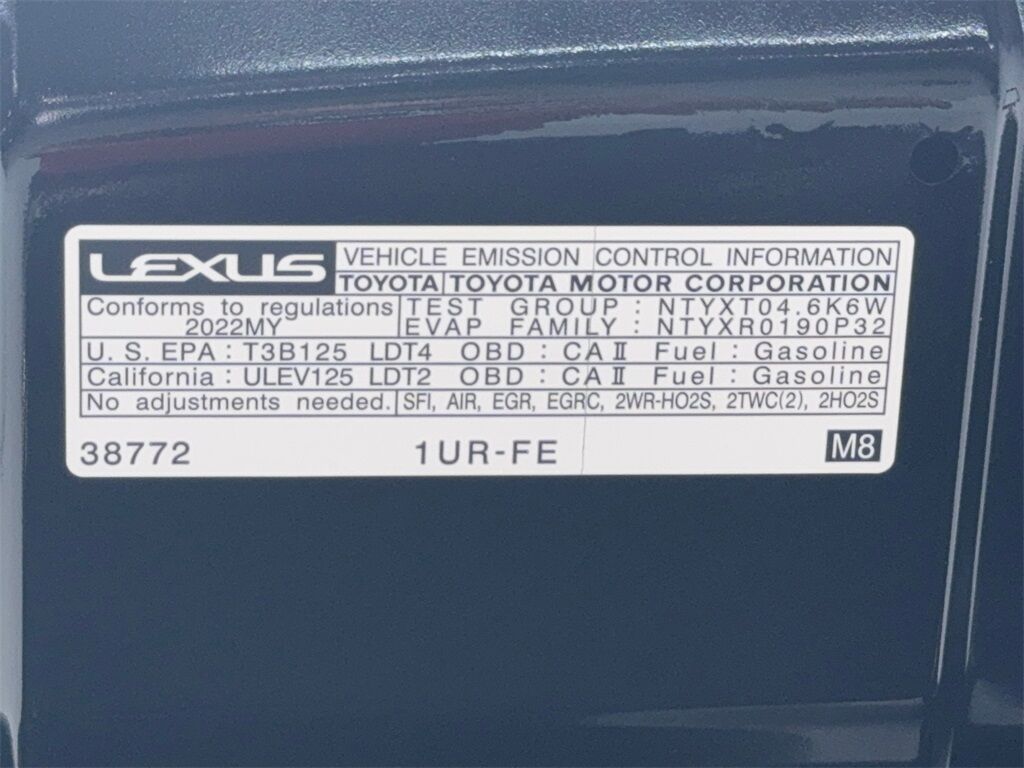 LEXUS VEHICLE EMISSION CONTROL INFORMATION
TOYOTA TOYOTA MOTOR CORPORATION
Conforms to regulations TEST GROUP : NTYXT04.6K6W
2022MY EVAP FAMILY : NTYXR0190P32
U. S. EPA : T3B125 LDT4 OBD : CA II Fuel : Gasoline
California : ULEV125 LDT2 OBD : CA II Fuel : Gasoline
No adjustments needed. SFI, AIR, EGR, EGRC, 2WR-HO2S, 2TWC(2), 2HO2S
38772 1UR-FE M8